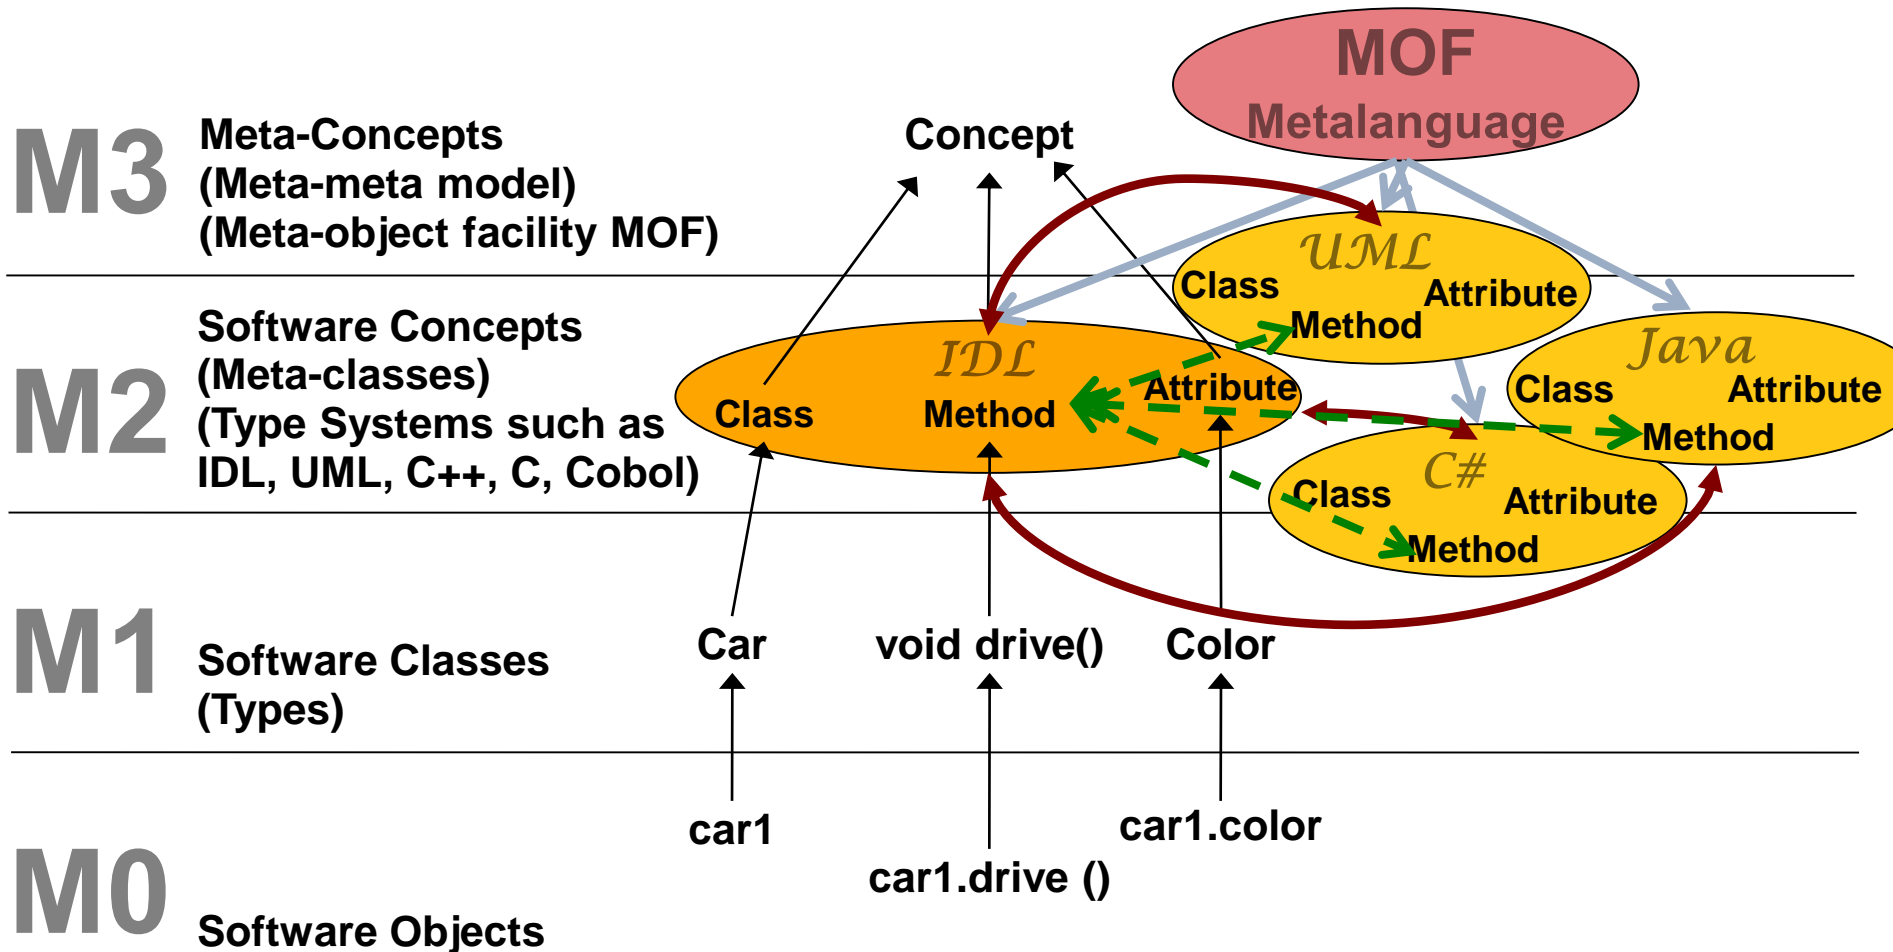 MOF
Metalanguage
M3
Meta-Concepts
(Meta-meta model)
(Meta-object facility MOF)
Concept
UML
Class
Attribute
Method
M2
Software Concepts
(Meta-classes)
(Type Systems such as
IDL, UML, C++, C, Cobol)
IDL
Class
Method
Attribute
Java
Class
Attribute
Method
C#
Class
Attribute
Method
M1
Software Classes
(Types)
Car
void drive()
Color
M0
Software Objects
car1
car1.drive ()
car1.color